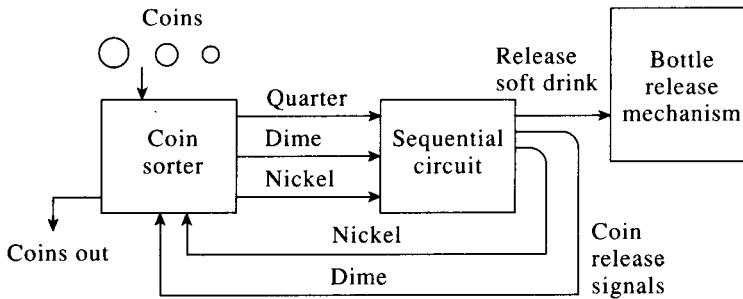 Coins
Release
soft drink
Bottle
release
mechanism
Quarter
Coin
sorter
Dime
Sequential
circuit
Nickel
Coins out
Nickel
Dime
Coin
release
signals